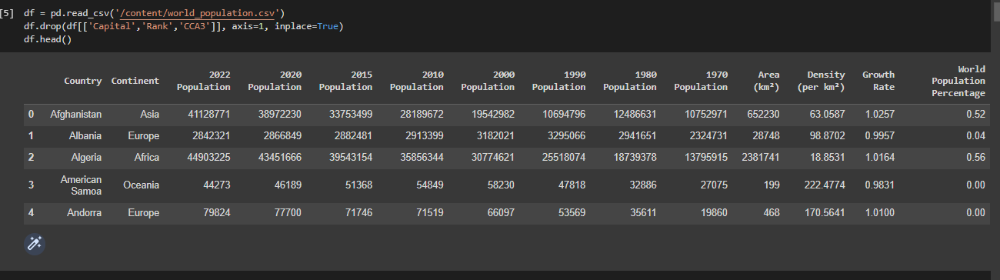 [5] df = pd.read_csv('/content/world_population.csv')
df.drop(df[['Capital','Rank','CCA3']], axis=1, inplace=True)
df.head()
Country Continent 2022 Population 2020 Population 2015 Population 2010 Population 2000 Population 1990 Population 1980 Population 1970 Population Area (km²) Density (per km²) Growth Rate World Population Percentage
0 Afghanistan Asia 41128771 38972230 33753499 28189672 19542982 10694796 12486631 10752971 652230 63.0587 1.0257 0.52
1 Albania Europe 2842321 2866849 2882481 2913399 3182021 3295066 2941651 2324731 28748 98.8702 0.9957 0.04
2 Algeria Africa 44903225 43451666 39543154 35856344 30774621 25518074 18739378 13795915 2381741 18.8531 1.0164 0.56
3 American Samoa Oceania 44273 46189 51368 54849 58230 47818 32886 27075 199 222.4774 0.9831 0.00
4 Andorra Europe 79824 77700 71746 71519 66097 53569 35611 19860 468 170.5641 1.0100 0.00